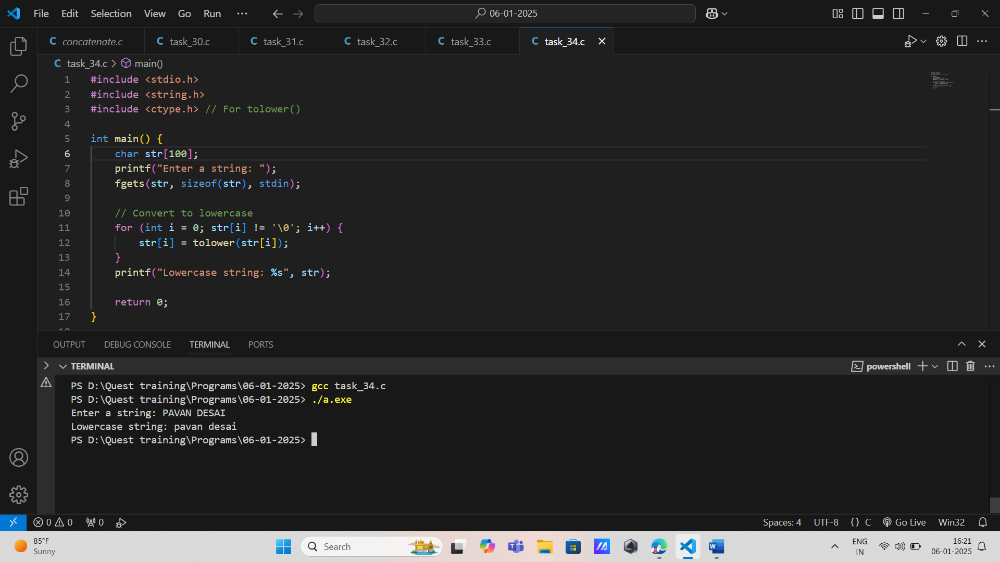 File Edit Selection View Go Run ··· 06-01-2025
concatenate.c task_30.c task_31.c task_32.c task_33.c task_34.c
task_34.c > main()
1 #include <stdio.h>
2 #include <string.h>
3 #include <ctype.h> // For tolower()
4
5 int main() {
6 char str[100];
7 printf("Enter a string: ");
8 fgets(str, sizeof(str), stdin);
9
10 // Convert to lowercase
11 for (int i = 0; str[i] != '\0'; i++) {
12 str[i] = tolower(str[i]);
13 }
14 printf("Lowercase string: %s", str);
15
16 return 0;
17 }
OUTPUT DEBUG CONSOLE TERMINAL PORTS
TERMINAL powershell
PS D:\Quest training\Programs\06-01-2025> gcc task_34.c
PS D:\Quest training\Programs\06-01-2025> ./a.exe
Enter a string: PAVAN DESAI
Lowercase string: pavan desai
PS D:\Quest training\Programs\06-01-2025>
0 0 0 Spaces: 4 UTF-8 {} C Go Live Win32
85°F
Sunny
Search
ENG
IN
16:21
06-01-2025